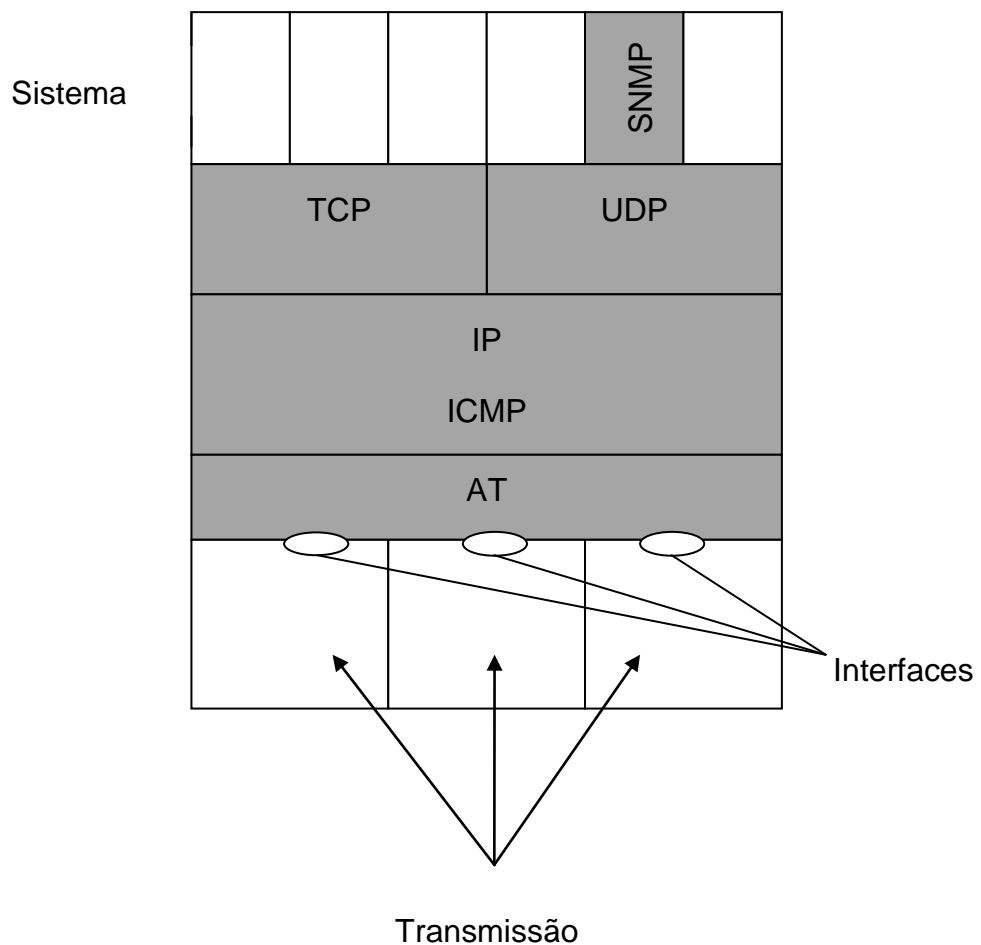 SNMP
Sistema
TCP
UDP
IP
ICMP
AT
Interfaces
Transmissão